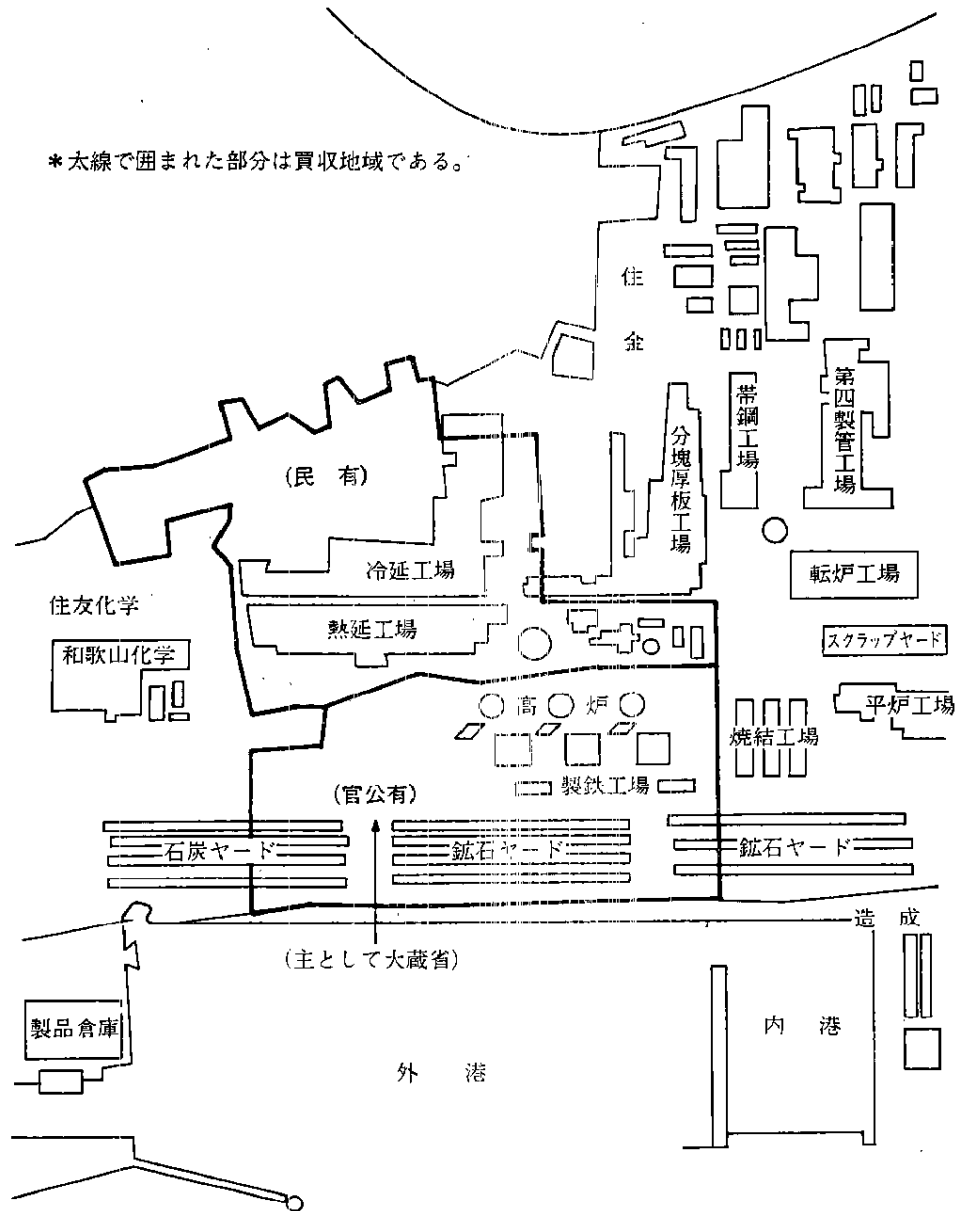 *太線で囲まれた部分は買収地域である。
住金
帯鋼工場
第四製管工場
分塊厚板工場
(民 有)
冷延工場
転炉工場
住友化学
熱延工場
スクラップヤード
和歌山化学
高 炉
平炉工場
焼結工場
製鉄工場
(官公有)
石炭ヤード
鉱石ヤード
鉱石ヤード
造 成
(主として大蔵省)
製品倉庫
内 港
外 港